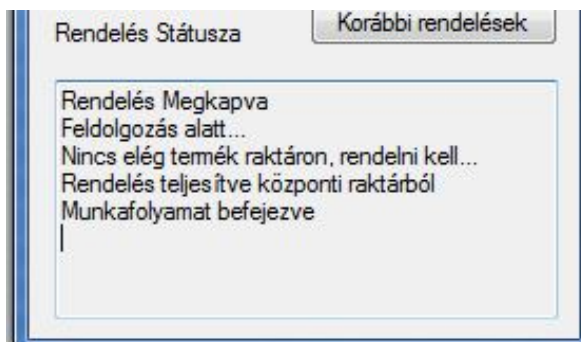 Rendelés Státusza
Korábbi rendelések
Rendelés Megkapva
Feldolgozás alatt...
Nincs elég termék raktáron, rendelni kell...
Rendelés teljesítve központi raktárból
Munkafolyamat befejezve